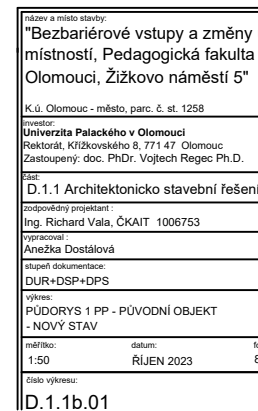 název a místo stavby:
"Bezbariérové vstupy a změny
místností, Pedagogická fakulta
Olomouci, Žižkovo náměstí 5"
K.ú. Olomouc - město, parc. č. st. 1258
investor:
Univerzita Palackého v Olomouci
Rektorát, Křížkovského 8, 771 47 Olomouc
Zastoupený: doc. PhDr. Vojtech Regec Ph.D.
část:
D.1.1 Architektonicko stavební řešení
zodpovědný projektant :
Ing. Richard Vala, ČKAIT 1006753
vypracoval :
Anežka Dostálová
stupeň dokumentace:
DUR+DSP+DPS
výkres:
PŮDORYS 1 PP - PŮVODNÍ OBJEKT
- NOVÝ STAV
měřítko: datum:
1:50 ŘÍJEN 2023
číslo výkresu:
D.1.1b.01